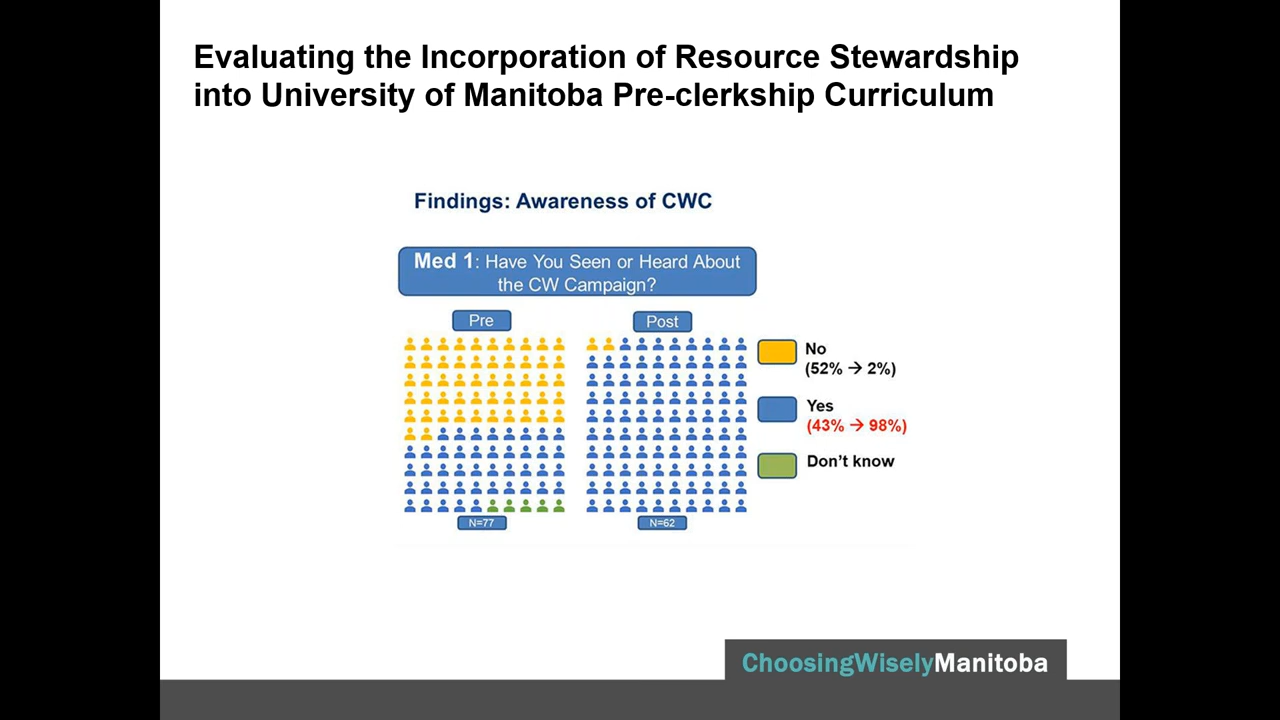 Evaluating the Incorporation of Resource Stewardship
into University of Manitoba Pre-clerkship Curriculum
Findings: Awareness of CWC
Med 1: Have You Seen or Heard About
the CW Campaign?
Pre
Post
No
(52% → 2%)
Yes
(43% → 98%)
Don't know
N=77
N=62
ChoosingWiselyManitoba